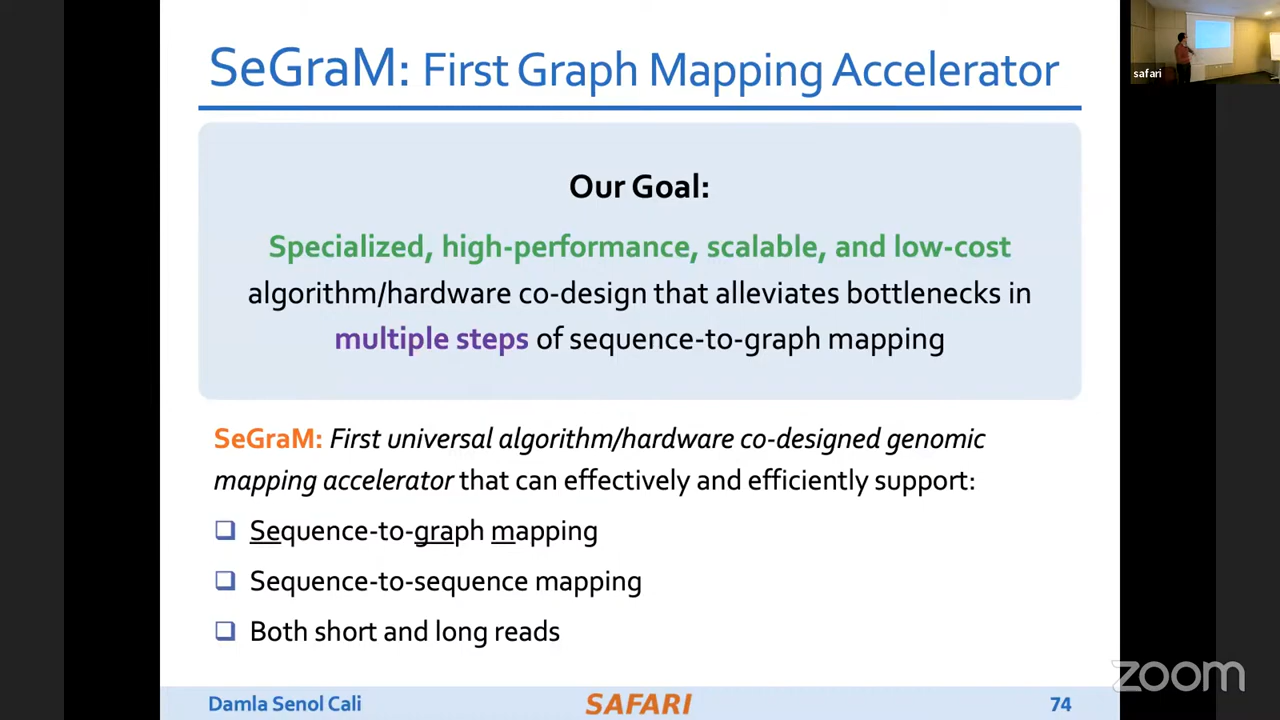 SeGraM: First Graph Mapping Accelerator
safari
Our Goal:
Specialized, high-performance, scalable, and low-cost
algorithm/hardware co-design that alleviates bottlenecks in
multiple steps of sequence-to-graph mapping
SeGraM: First universal algorithm/hardware co-designed genomic
mapping accelerator that can effectively and efficiently support:
Sequence-to-graph mapping
Sequence-to-sequence mapping
Both short and long reads
zoom
Damla Senol Cali
SAFARI
74